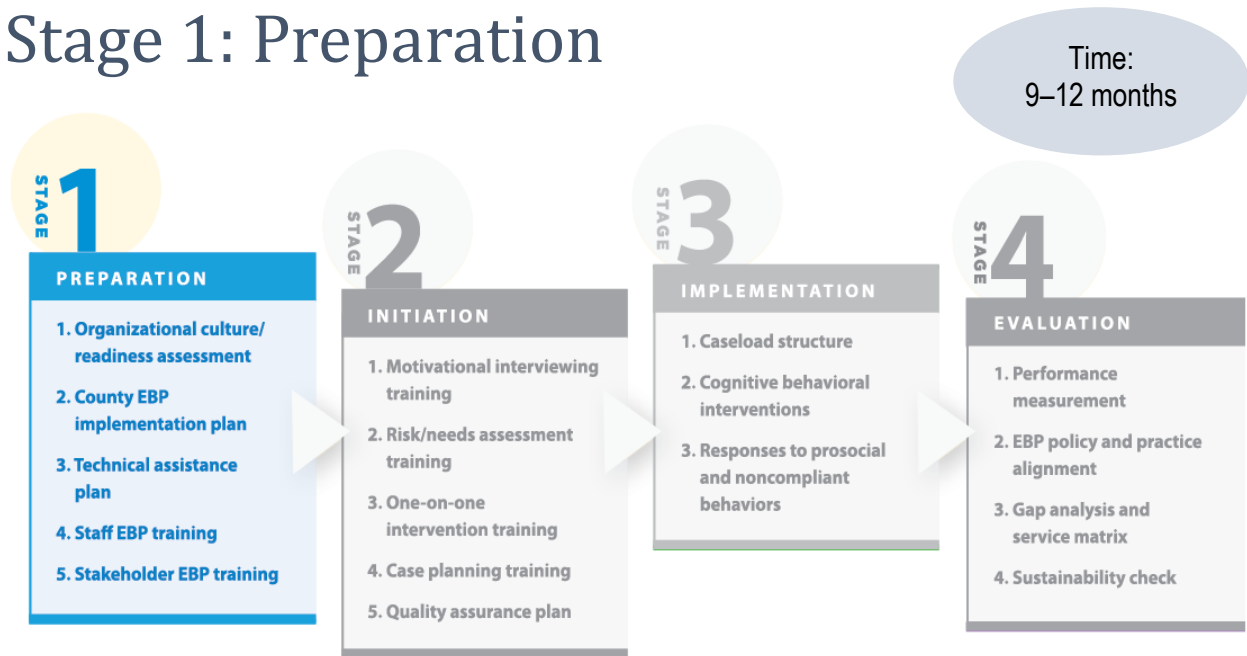 Stage 1: Preparation
Time:
9–12 months
STAGE
1
PREPARATION
1. Organizational culture/
readiness assessment
2. County EBP
implementation plan
3. Technical assistance
plan
4. Staff EBP training
5. Stakeholder EBP training
STAGE
2
INITIATION
1. Motivational interviewing
training
2. Risk/needs assessment
training
3. One-on-one
intervention training
4. Case planning training
5. Quality assurance plan
STAGE
3
IMPLEMENTATION
1. Caseload structure
2. Cognitive behavioral
interventions
3. Responses to prosocial
and noncompliant
behaviors
STAGE
4
EVALUATION
1. Performance
measurement
2. EBP policy and practice
alignment
3. Gap analysis and
service matrix
4. Sustainability check